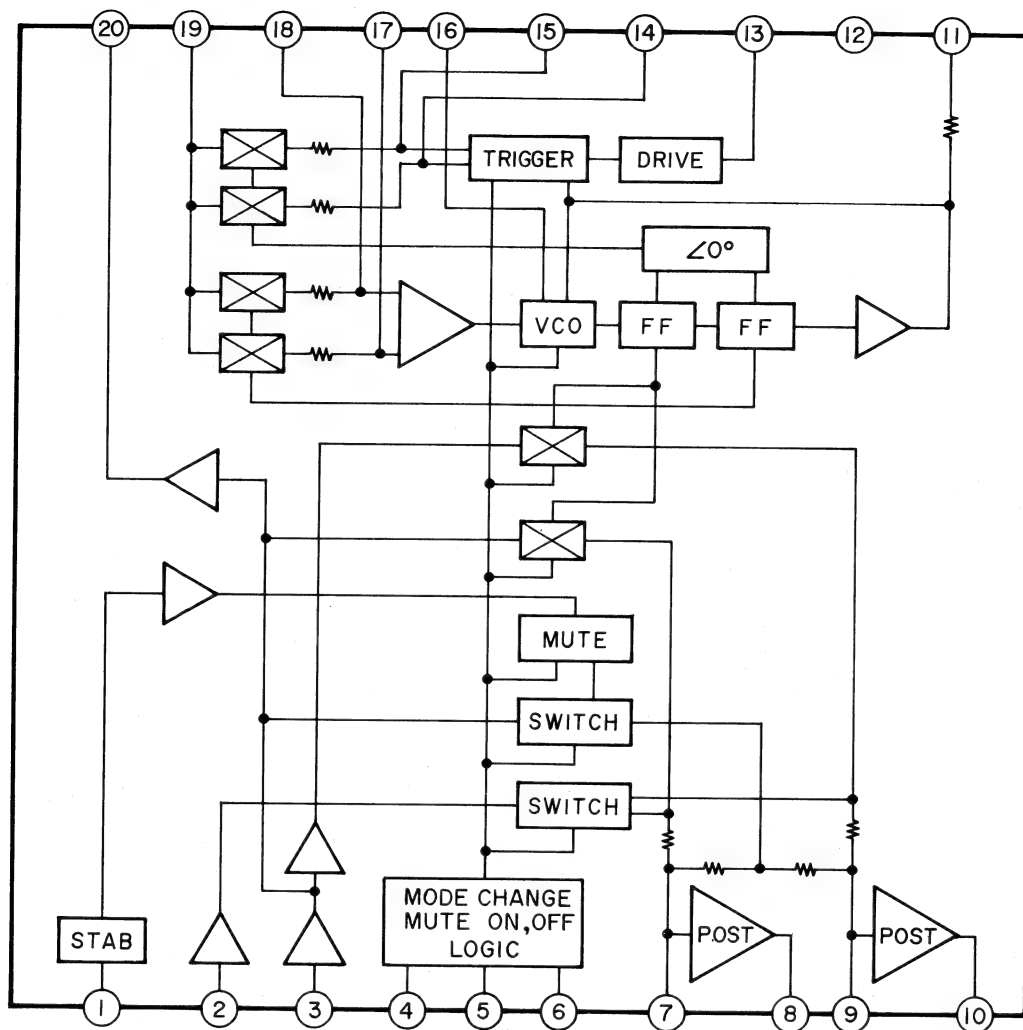 20 19 18 17 16 15 14 13 12 11
TRIGGER
DRIVE
∠0°
VCO
FF
FF
MUTE
SWITCH
SWITCH
MODE CHANGE
MUTE ON,OFF
LOGIC
STAB
POST
POST
1 2 3 4 5 6 7 8 9 10